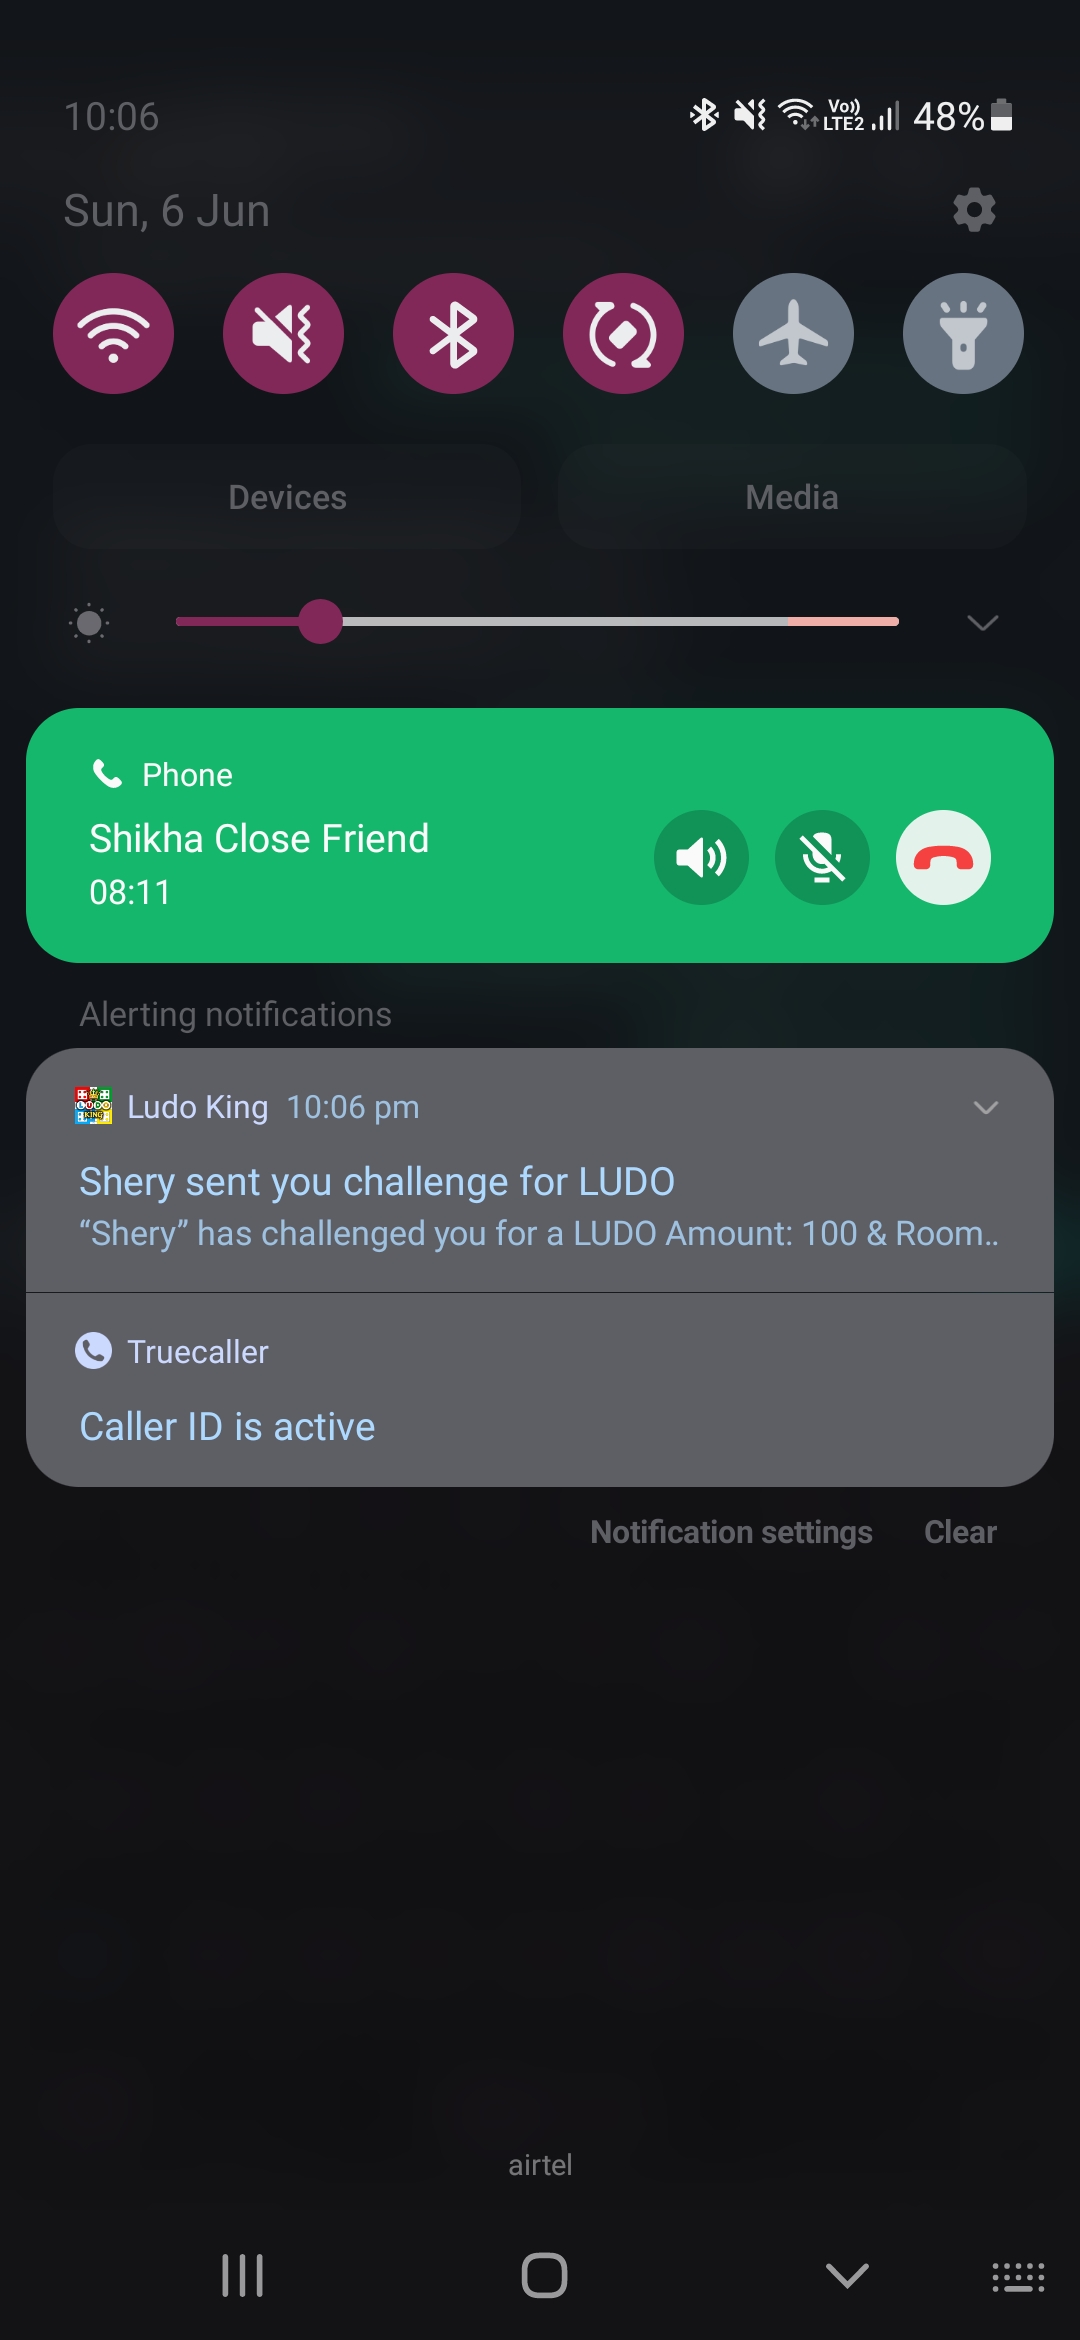 10:06
Vo)) LTE2 48%
Sun, 6 Jun
Devices
Media
Phone
Shikha Close Friend
08:11
Alerting notifications
LUDO
KING
Ludo King 10:06 pm
Shery sent you challenge for LUDO
“Shery” has challenged you for a LUDO Amount: 100 & Room..
Truecaller
Caller ID is active
Notification settings
Clear
airtel